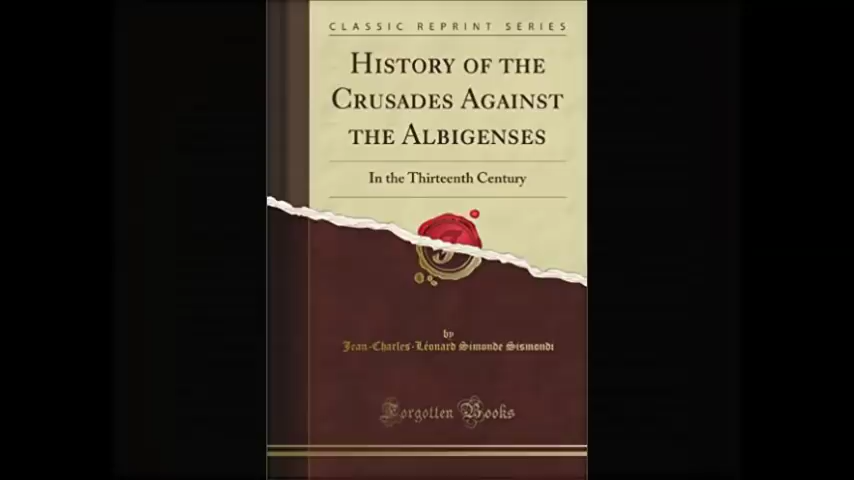 CLASSIC REPRINT SERIES
HISTORY OF THE
CRUSADES AGAINST
THE ALBIGENSES
In the Thirteenth Century
by
Jean-Charles-Léonard Simonde Sismondi
Forgotten Books